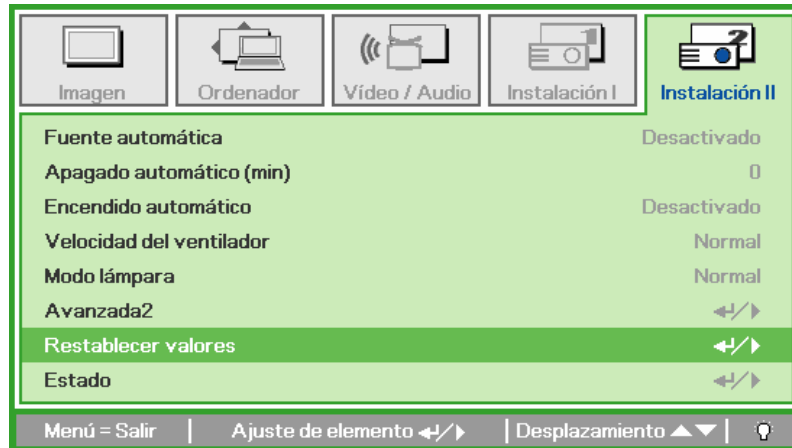 Imagen
Ordenador
Vídeo / Audio
Instalación I
Instalación II
Fuente automática Desactivado
Apagado automático (min) 0
Encendido automático Desactivado
Velocidad del ventilador Normal
Modo lámpara Normal
Avanzada2
Restablecer valores
Estado
Menú = Salir | Ajuste de elemento | Desplazamiento |